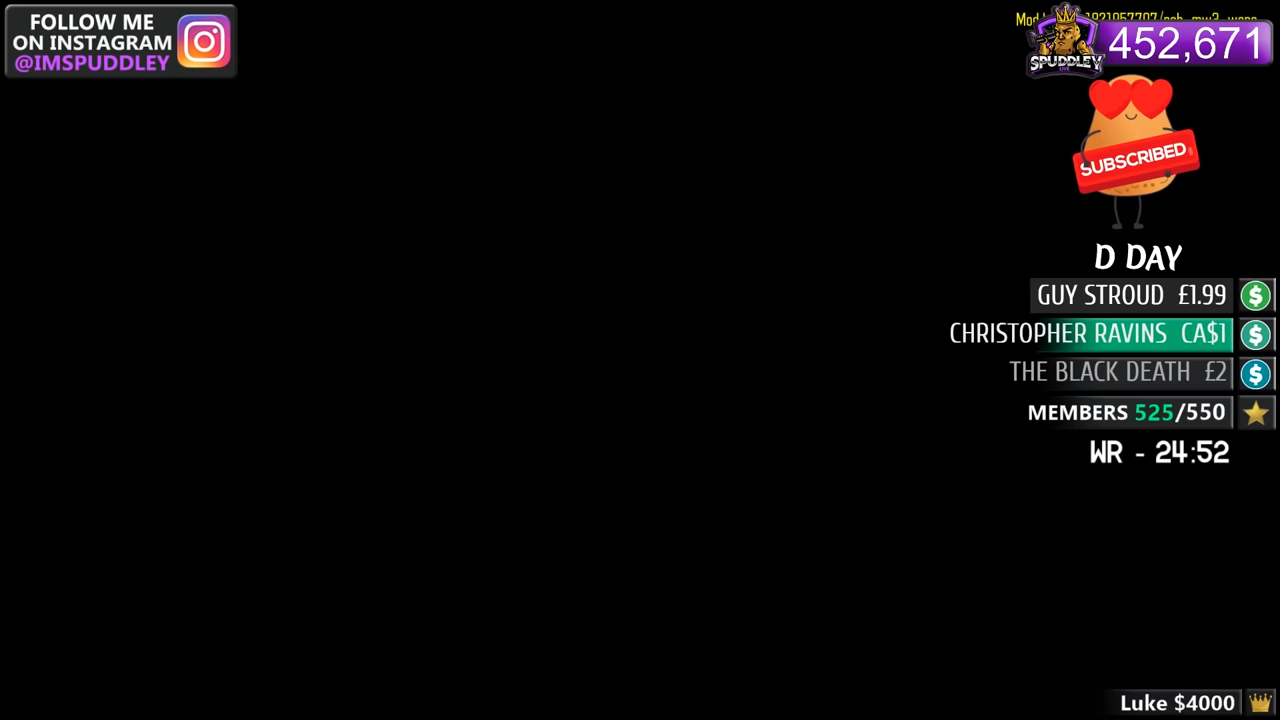 FOLLOW ME
ON INSTAGRAM
@IMSPUDDLEY
452,671
SPUDDLEY
LIVE
SUBSCRIBED
D DAY
GUY STROUD £1.99
CHRISTOPHER RAVINS CA$1
THE BLACK DEATH £2
MEMBERS 525/550
WR - 24:52
Luke $4000